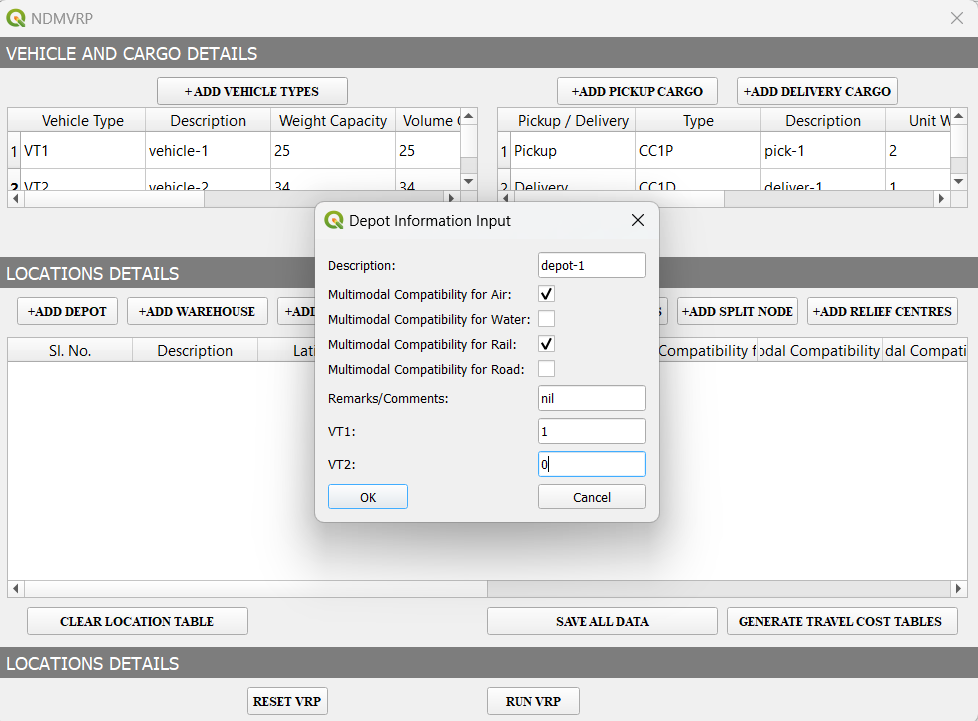 NDMVRP
VEHICLE AND CARGO DETAILS
+ADD VEHICLE TYPES +ADD PICKUP CARGO +ADD DELIVERY CARGO
Vehicle Type Description Weight Capacity Volume Pickup / Delivery Type Description Unit
1 VT1 vehicle-1 25 25 1 Pickup CC1P pick-1 2
2 VT2 vehicle-2 34 34 2 Delivery CC1D deliver-1 1
Depot Information Input
Description: depot-1
Multimodal Compatibility for Air:
Multimodal Compatibility for Water:
Multimodal Compatibility for Rail:
Multimodal Compatibility for Road:
Remarks/Comments: nil
VT1: 1
VT2: 0
OK Cancel
LOCATIONS DETAILS
+ADD DEPOT +ADD WAREHOUSE +ADD S +ADD SPLIT NODE +ADD RELIEF CENTRES
Sl. No. Description Lati Compatibility f odal Compatibility dal Compati
CLEAR LOCATION TABLE SAVE ALL DATA GENERATE TRAVEL COST TABLES
LOCATIONS DETAILS
RESET VRP RUN VRP